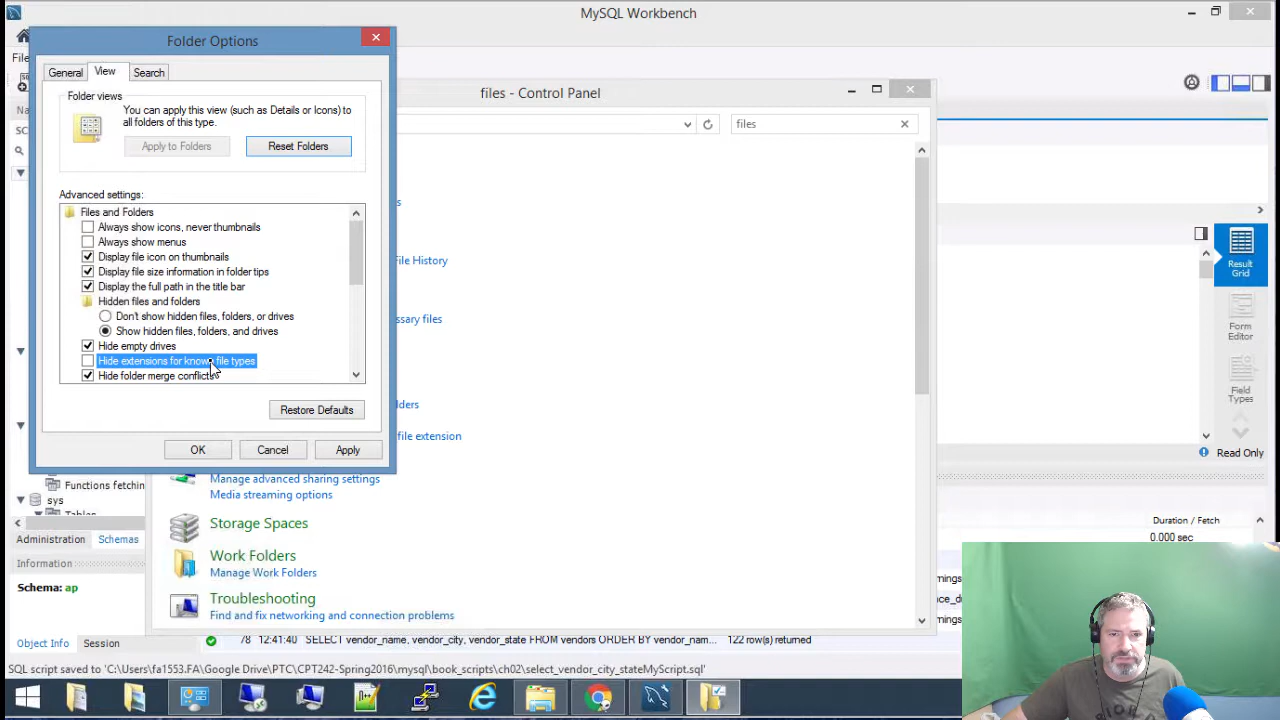 MySQL Workbench
File
Folder Options
General
View
Search
Folder views
You can apply this view (such as Details or Icons) to
all folders of this type.
Apply to Folders
Reset Folders
Advanced settings:
Files and Folders
Always show icons, never thumbnails
Always show menus
Display file icon on thumbnails
Display file size information in folder tips
Display the full path in the title bar
Hidden files and folders
Don't show hidden files, folders, or drives
Show hidden files, folders, and drives
Hide empty drives
Hide extensions for known file types
Hide folder merge conflicts
Restore Defaults
OK
Cancel
Apply
files - Control Panel
files
File History
files
file extension
Manage advanced sharing settings
Media streaming options
Storage Spaces
Work Folders
Manage Work Folders
Troubleshooting
Find and fix networking and connection problems
Result
Grid
Form
Editor
Field
Types
Read Only
Functions fetchin
sys
Tables
Administration
Schemas
Information
Schema: ap
Object Info
Session
Duration / Fetch
0.000 sec
78 12:41:40 SELECT vendor_name, vendor_city, vendor_state FROM vendors ORDER BY vendor_nam... 122 row(s) returned
SQL script saved to 'C:\Users\fa1553.FA\Google Drive\PTC\CPT242-Spring2016\mysql\book_scripts\ch02\select_vendor_city_stateMyScript.sql'